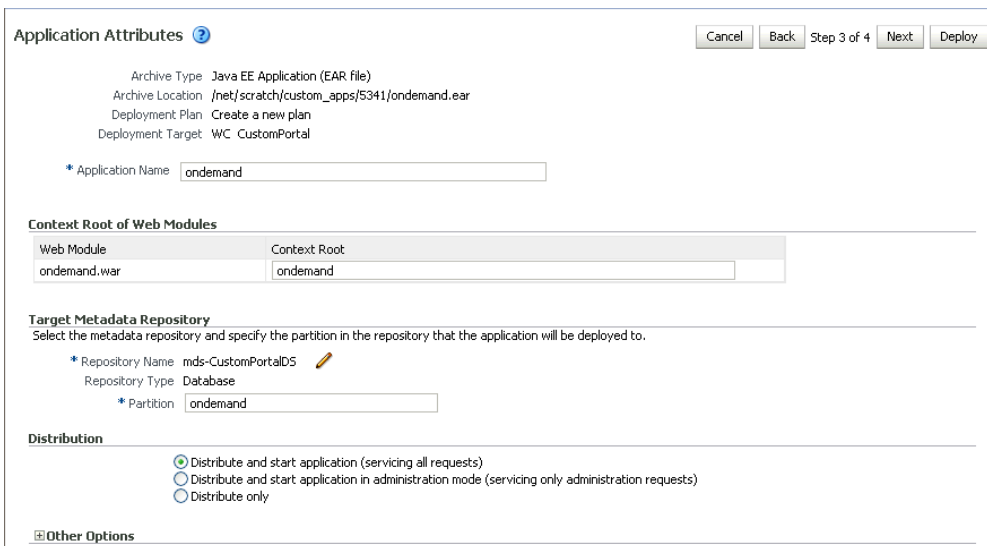 Application Attributes ?
Cancel Back Step 3 of 4 Next Deploy
Archive Type Java EE Application (EAR file)
Archive Location /net/scratch/custom_apps/5341/ondemand.ear
Deployment Plan Create a new plan
Deployment Target WC_CustomPortal
* Application Name ondemand
Context Root of Web Modules
Web Module Context Root
ondemand.war ondemand
Target Metadata Repository
Select the metadata repository and specify the partition in the repository that the application will be deployed to.
* Repository Name mds-CustomPortalDS
Repository Type Database
* Partition ondemand
Distribution
Distribute and start application (servicing all requests)
Distribute and start application in administration mode (servicing only administration requests)
Distribute only
Other Options